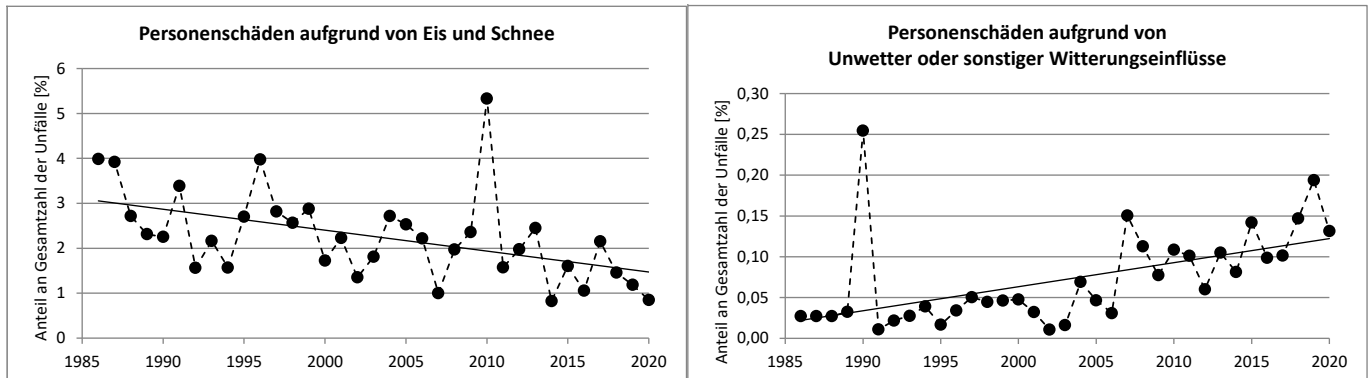 Personenschäden aufgrund von Eis und Schnee
Anteil an Gesamtzahl der Unfälle [%]
6
5
4
3
2
1
0
1985 1990 1995 2000 2005 2010 2015 2020
Personenschäden aufgrund von
Unwetter oder sonstiger Witterungseinflüsse
Anteil an Gesamtzahl der Unfälle [%]
0,30
0,25
0,20
0,15
0,10
0,05
0,00
1985 1990 1995 2000 2005 2010 2015 2020